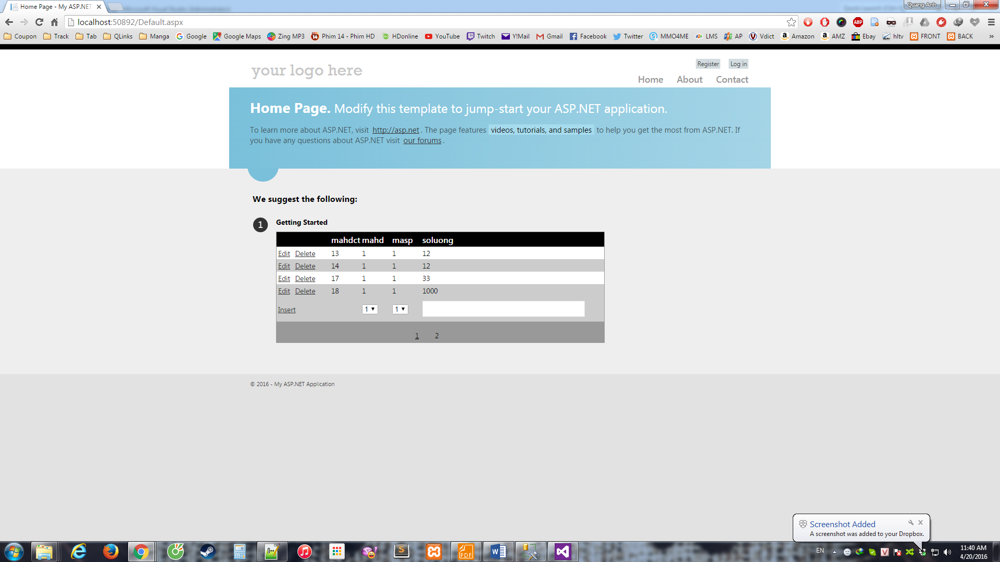 Home Page - My ASP.NET
Quang Anh
localhost:50892/Default.aspx
Coupon Track Tab QLinks Manga Google Google Maps Zing MP3 Phim 14 - Phim HD HDonline YouTube Twitch Y!Mail Gmail Facebook Twitter MMO4ME LMS AP Vdict Amazon AMZ Ebay hltv FRONT BACK »
Register Log in
your logo here
Home About Contact
Home Page. Modify this template to jump-start your ASP.NET application.
To learn more about ASP.NET, visit http://asp.net. The page features videos, tutorials, and samples to help you get the most from ASP.NET. If
you have any questions about ASP.NET visit our forums.
We suggest the following:
1 Getting Started
mahdct mahd masp soluong
Edit Delete 13 1 1 12
Edit Delete 14 1 1 12
Edit Delete 17 1 1 33
Edit Delete 18 1 1 1000
Insert 1 1
1 2
© 2016 - My ASP.NET Application
Screenshot Added
A screenshot was added to your Dropbox.
EN
11:40 AM
4/20/2016